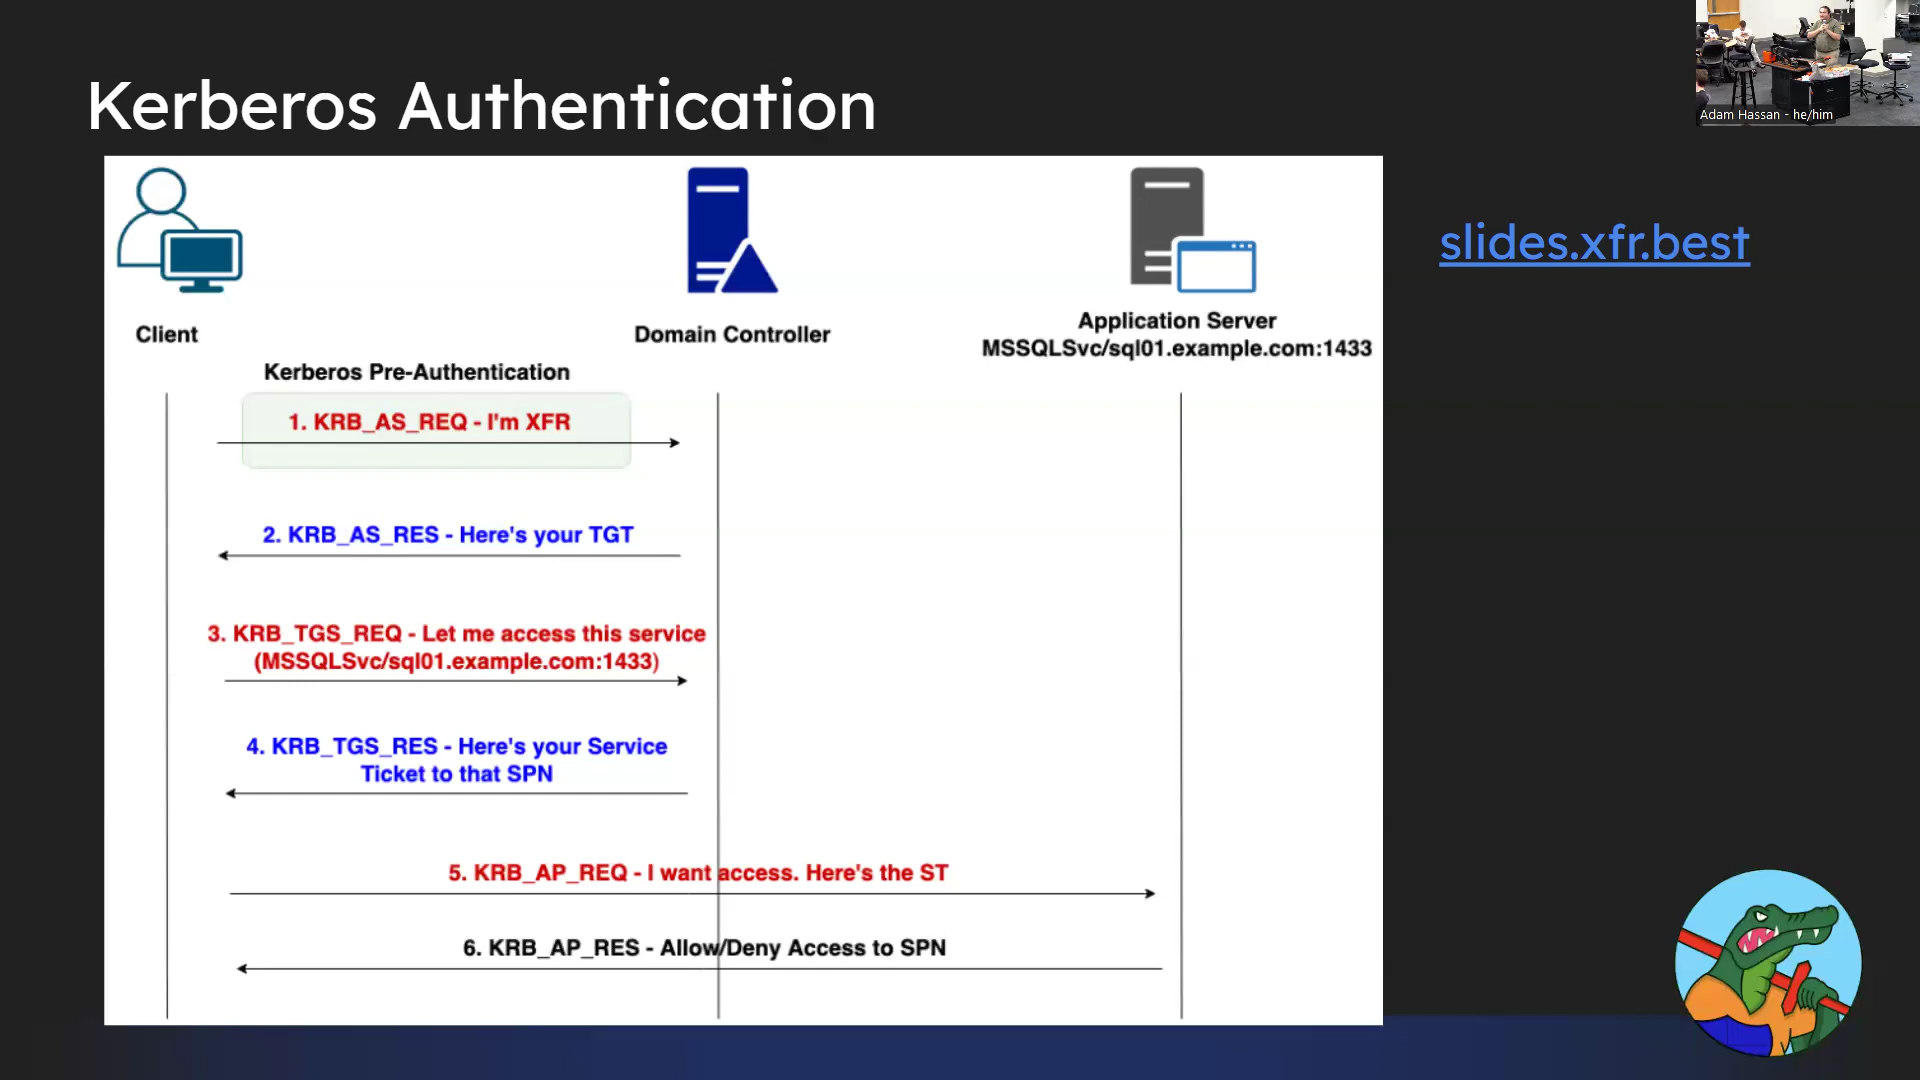 Kerberos Authentication
Adam Hassan - he/him
slides.xfr.best
Client
Domain Controller
Application Server
MSSQLSvc/sql01.example.com:1433
Kerberos Pre-Authentication
1. KRB_AS_REQ - I'm XFR
2. KRB_AS_RES - Here's your TGT
3. KRB_TGS_REQ - Let me access this service
(MSSQLSvc/sql01.example.com:1433)
4. KRB_TGS_RES - Here's your Service
Ticket to that SPN
5. KRB_AP_REQ - I want access. Here's the ST
6. KRB_AP_RES - Allow/Deny Access to SPN